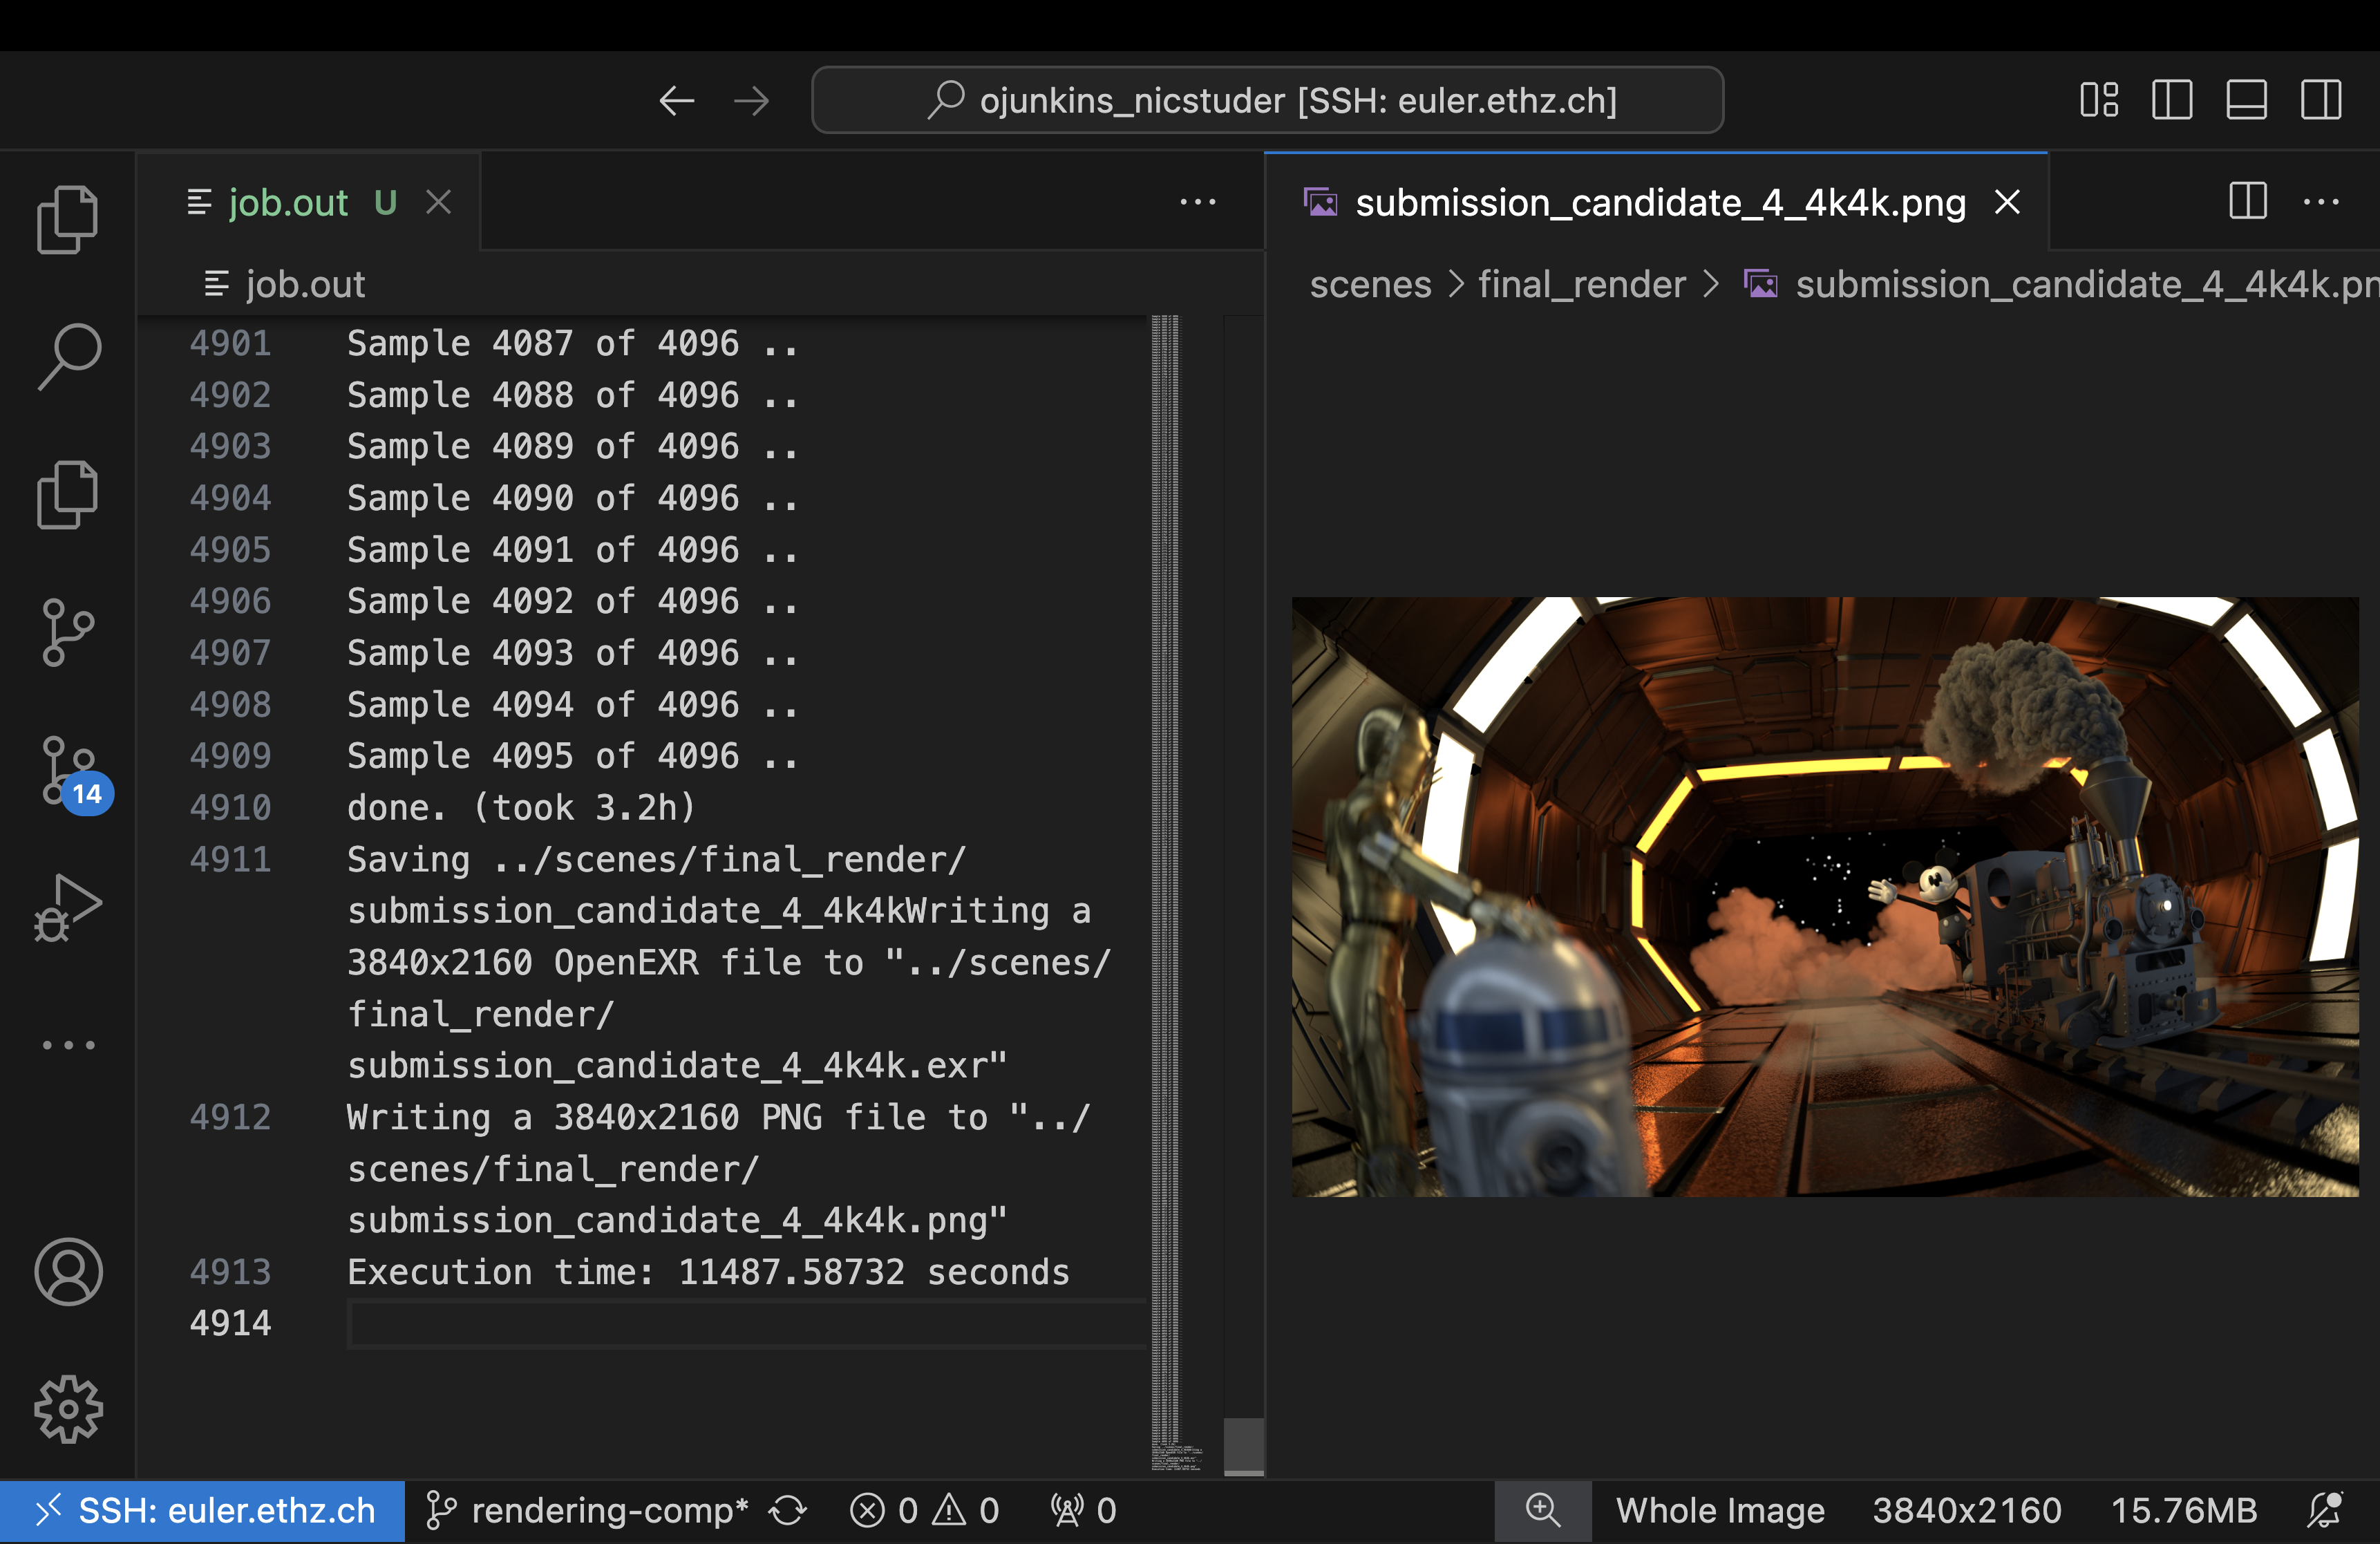 ojunkins_nicstuder [SSH: euler.ethz.ch]
job.out U
submission_candidate_4_4k4k.png
job.out
scenes > final_render > submission_candidate_4_4k4k.pn
4901 Sample 4087 of 4096 ..
4902 Sample 4088 of 4096 ..
4903 Sample 4089 of 4096 ..
4904 Sample 4090 of 4096 ..
4905 Sample 4091 of 4096 ..
4906 Sample 4092 of 4096 ..
4907 Sample 4093 of 4096 ..
4908 Sample 4094 of 4096 ..
4909 Sample 4095 of 4096 ..
4910 done. (took 3.2h)
4911 Saving ../scenes/final_render/
submission_candidate_4_4k4kWriting a
3840x2160 OpenEXR file to "../scenes/
final_render/
submission_candidate_4_4k4k.exr"
4912 Writing a 3840x2160 PNG file to "../
scenes/final_render/
submission_candidate_4_4k4k.png"
4913 Execution time: 11487.58732 seconds
4914
14
SSH: euler.ethz.ch rendering-comp* 0 0 0 Whole Image 3840x2160 15.76MB